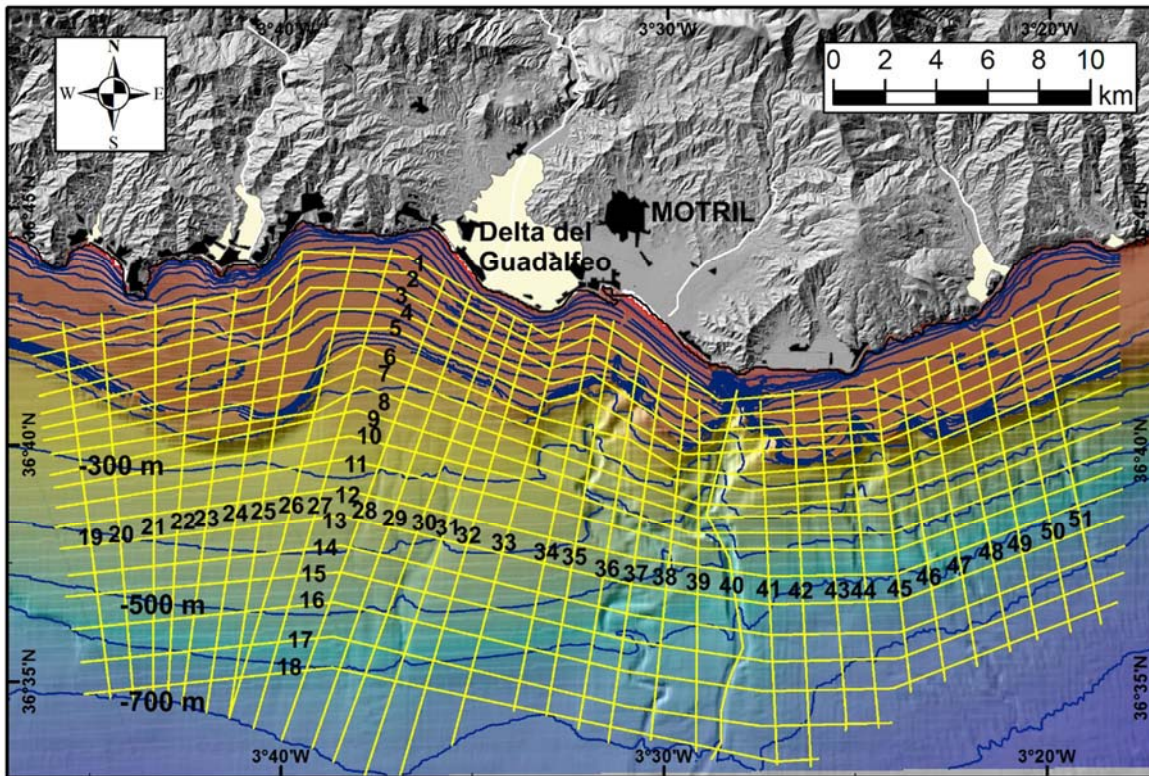 3°40'W
3°30'W
3°20'W
N
W E
S
0 2 4 6 8 10
km
36°45'N
36°45'N
MOTRIL
Delta del
Guadalfeo
1
2
3
4
5
6
7
8
9
10
11
12
13
14
15
16
17
18
36°40'N
36°40'N
-300 m
19 20 21 22 23 24 25 26 27 28 29 30 31 32 33 34 35 36 37 38 39 40 41 42 43 44 45 46 47 48 49 50 51
-500 m
36°35'N
36°35'N
-700 m
3°40'W
3°30'W
3°20'W